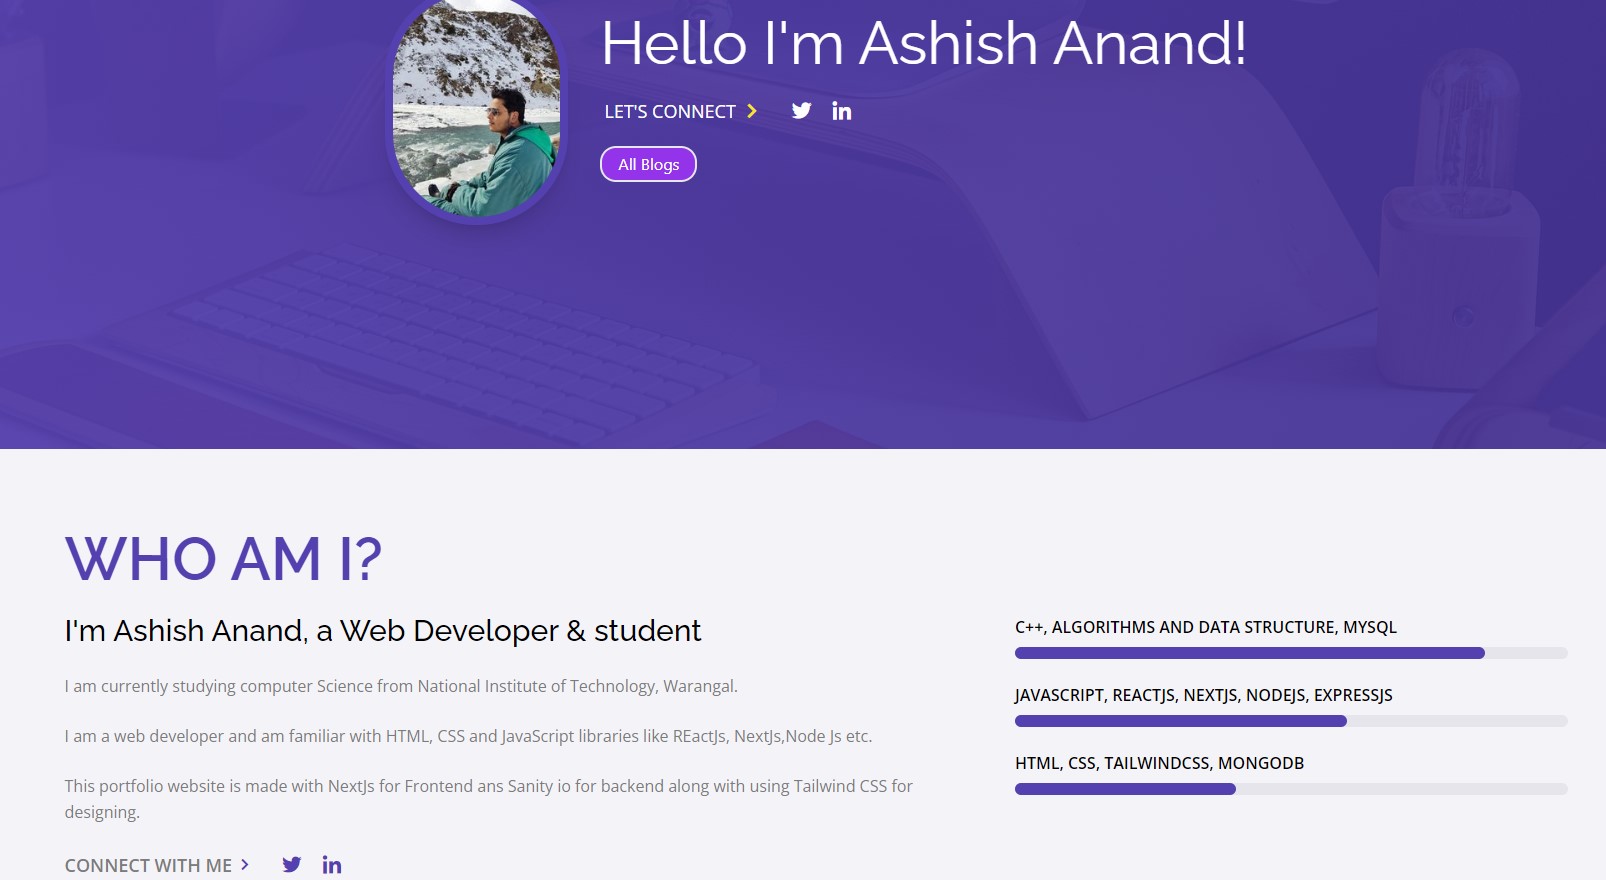 Hello I'm Ashish Anand!
LET'S CONNECT
All Blogs
WHO AM I?
I'm Ashish Anand, a Web Developer & student
I am currently studying computer Science from National Institute of Technology, Warangal.
I am a web developer and am familiar with HTML, CSS and JavaScript libraries like REactJs, NextJs,Node Js etc.
This portfolio website is made with NextJs for Frontend ans Sanity io for backend along with using Tailwind CSS for
designing.
CONNECT WITH ME
C++, ALGORITHMS AND DATA STRUCTURE, MYSQL
JAVASCRIPT, REACTJS, NEXTJS, NODEJS, EXPRESSJS
HTML, CSS, TAILWINDCSS, MONGODB